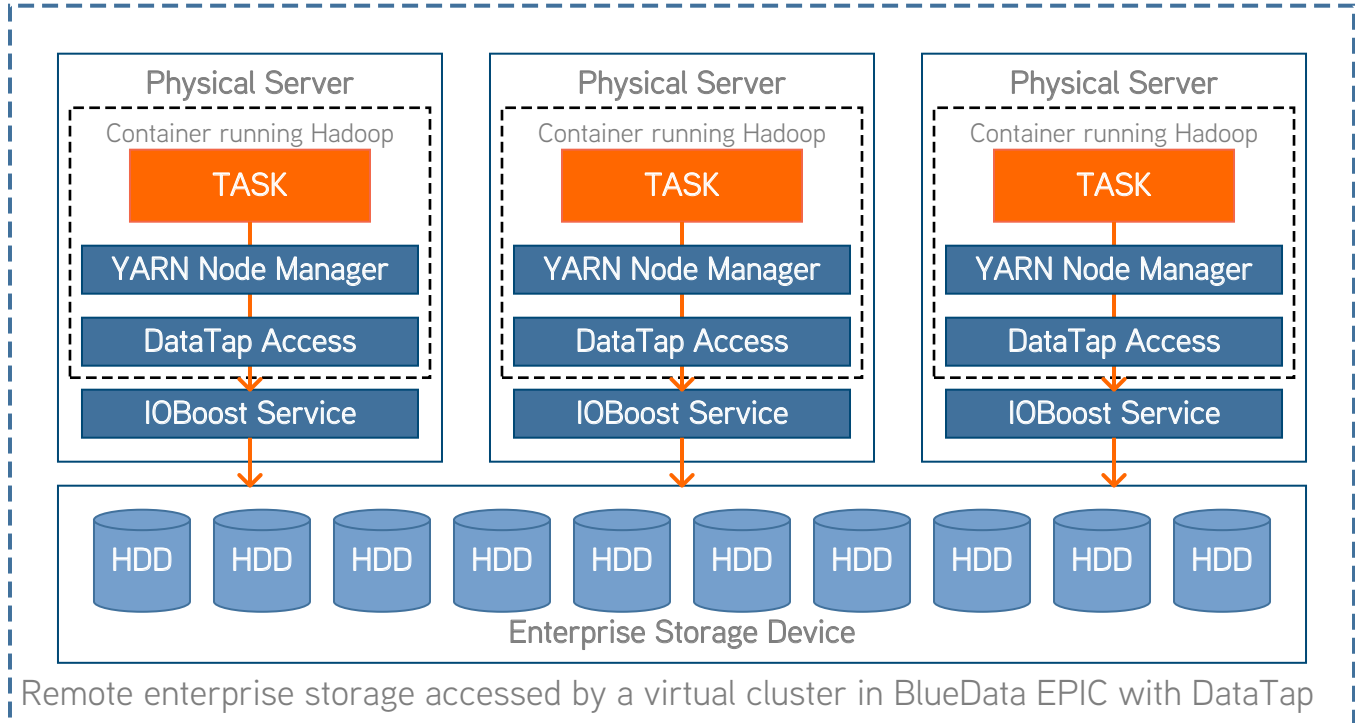 Physical Server
Container running Hadoop
TASK
YARN Node Manager
DataTap Access
IOBoost Service
Physical Server
Container running Hadoop
TASK
YARN Node Manager
DataTap Access
IOBoost Service
Physical Server
Container running Hadoop
TASK
YARN Node Manager
DataTap Access
IOBoost Service
HDD HDD HDD HDD HDD HDD HDD HDD HDD HDD
Enterprise Storage Device
Remote enterprise storage accessed by a virtual cluster in BlueData EPIC with DataTap